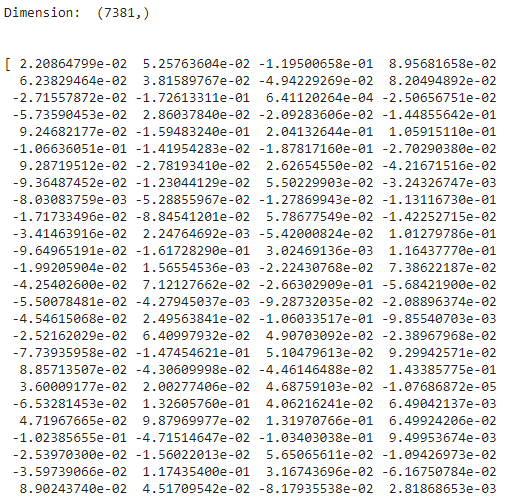 Dimension:  (7381,)
[ 2.20864799e-02  5.25763604e-02 -1.19500658e-01  8.95681658e-02
  6.23829464e-02  3.81589767e-02 -4.94229269e-02  8.20494892e-02
 -2.71557872e-02 -1.72613311e-01  6.41120264e-04 -2.50656751e-02
 -5.73590453e-02  2.86037840e-02 -2.09283606e-02 -1.44855642e-01
  9.24682177e-02 -1.59483240e-01  2.04132644e-01  1.05915110e-01
 -1.06636051e-01 -1.41954283e-02 -1.87817160e-01 -2.70290380e-02
  9.28719512e-02 -2.78193410e-02  2.62654550e-02 -4.21671516e-02
 -9.36487452e-02 -1.23044129e-02  5.50229903e-02 -3.24326747e-03
 -8.03083759e-03 -5.28855967e-02 -1.27869943e-02 -1.13116730e-01
 -1.71733496e-02 -8.84541201e-02  5.78677549e-02 -1.42252715e-02
 -3.41463916e-02  2.24764692e-03 -5.42000824e-02  1.01279786e-01
 -9.64965191e-02 -1.61728290e-01  3.02469136e-03  1.16437770e-01
 -1.99205904e-02  1.56554536e-03 -2.22430768e-02  7.38622187e-02
 -4.25402600e-02  7.12127662e-02 -2.66302909e-01 -5.68421900e-02
 -5.50078481e-02 -4.27945037e-03 -9.28732035e-02 -2.08896374e-02
 -4.54615068e-02  2.49563841e-02 -1.06033517e-01 -9.85540703e-03
 -2.52162029e-02  6.40997932e-02  4.90703092e-02 -2.38967968e-02
 -7.73935958e-02 -1.47454621e-01  5.10479613e-02  9.29942571e-02
  8.85713507e-02 -4.30609998e-02 -4.46146488e-02  1.43385775e-01
  3.60009177e-02  2.00277406e-02  4.68759103e-02 -1.07686872e-05
 -6.53281453e-02  1.32605760e-01  4.06216241e-02  6.49042137e-03
  4.71967665e-02  9.87969977e-02  1.31970766e-01  6.49924206e-02
 -1.02385655e-01 -4.71514647e-02 -1.03403038e-01  9.49953674e-03
 -2.53970300e-02 -1.56022013e-02  5.65065611e-02 -1.09426973e-02
 -3.59739066e-02  1.17435400e-01  3.16743696e-02 -6.16750784e-02
  8.90243740e-02  4.51709542e-02 -8.17935538e-02  2.81868653e-03